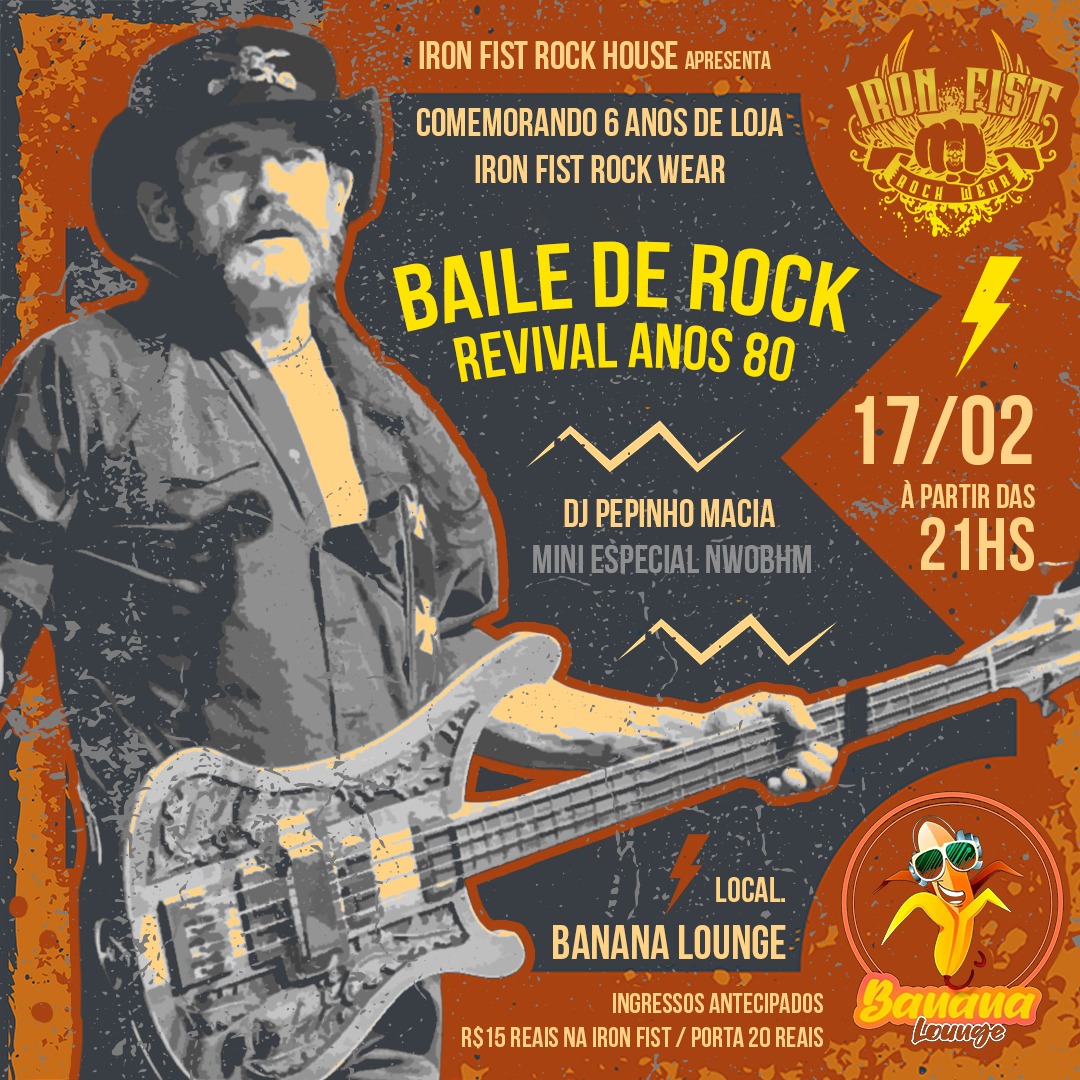 IRON FIST ROCK HOUSE APRESENTA
COMEMORANDO 6 ANOS DE LOJA
IRON FIST ROCK WEAR
IRON FIST
ROCK WEAR
BAILE DE ROCK
REVIVAL ANOS 80
17/02
À PARTIR DAS
21HS
DJ PEPINHO MACIA
MINI ESPECIAL NWOBHM
LOCAL.
BANANA LOUNGE
Banana
Lounge
INGRESSOS ANTECIPADOS
R$15 REAIS NA IRON FIST / PORTA 20 REAIS